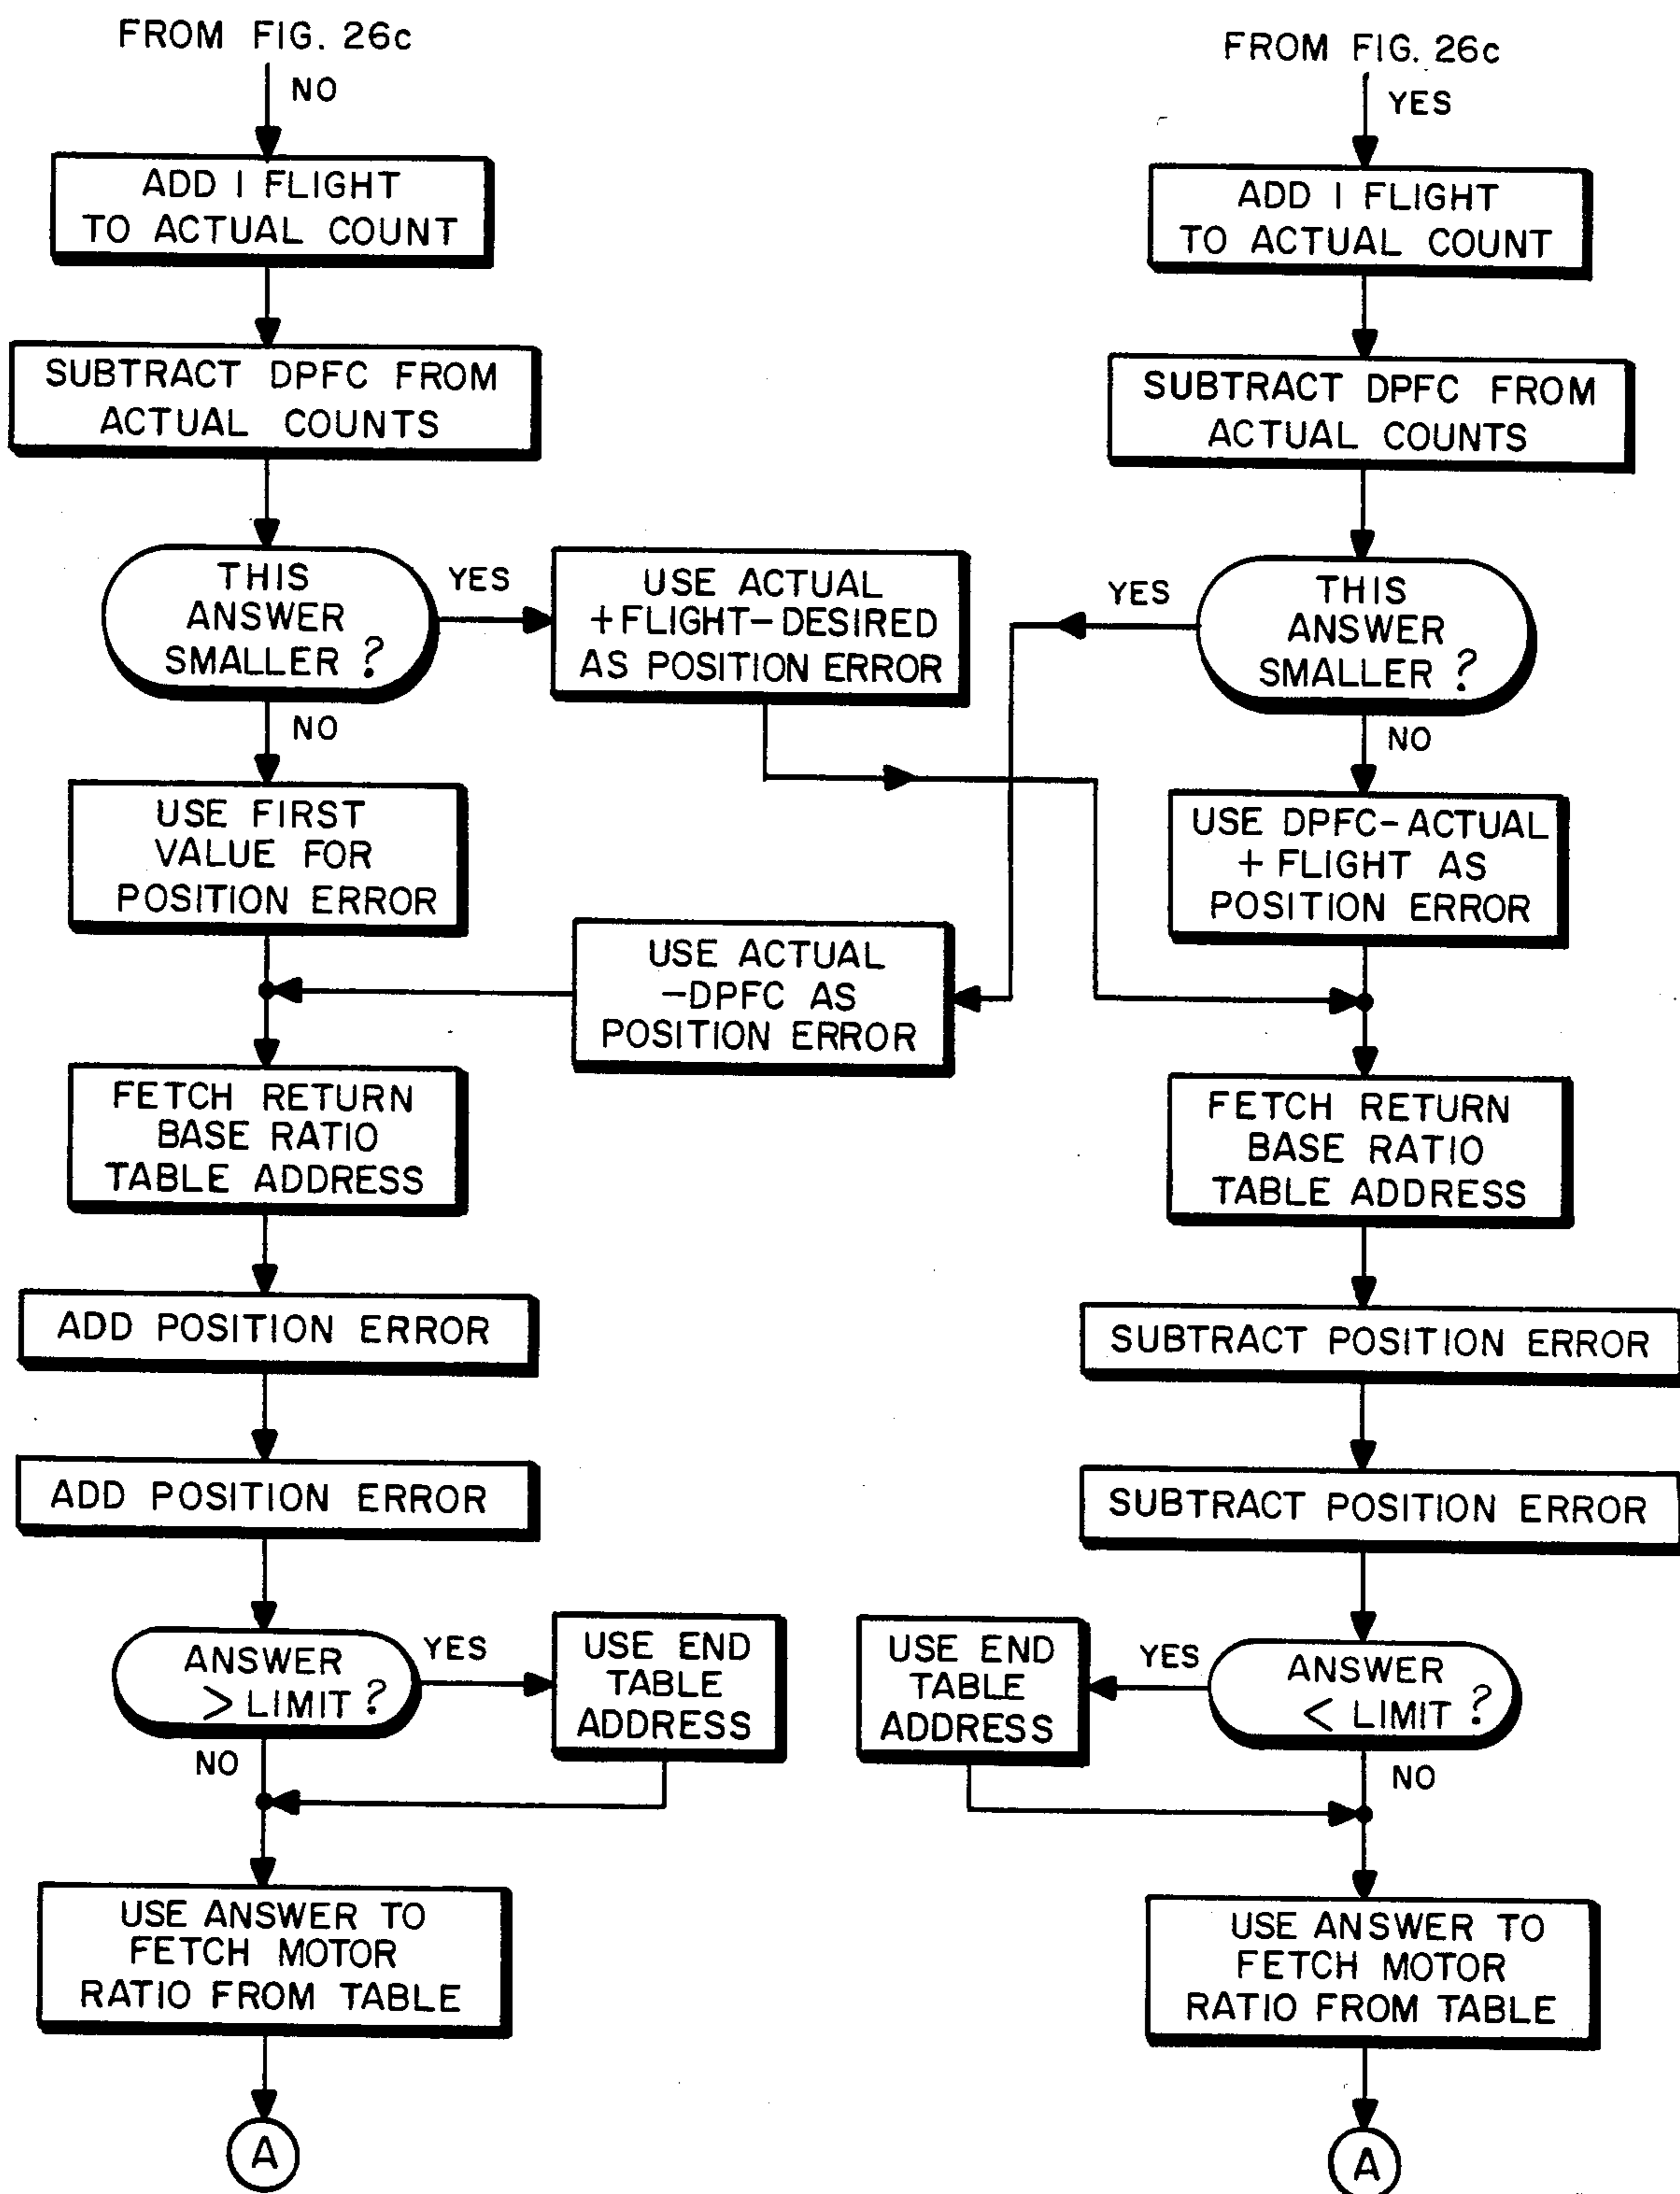 FROM FIG. 26c
NO
ADD 1 FLIGHT
TO ACTUAL COUNT
SUBTRACT DPFC FROM
ACTUAL COUNTS
THIS
ANSWER
SMALLER ?
YES
USE ACTUAL
+FLIGHT-DESIRED
AS POSITION ERROR
NO
USE FIRST
VALUE FOR
POSITION ERROR
FETCH RETURN
BASE RATIO
TABLE ADDRESS
ADD POSITION ERROR
ADD POSITION ERROR
ANSWER
> LIMIT ?
YES
USE END
TABLE
ADDRESS
NO
USE ANSWER TO
FETCH MOTOR
RATIO FROM TABLE
A
FROM FIG. 26c
YES
ADD 1 FLIGHT
TO ACTUAL COUNT
SUBTRACT DPFC FROM
ACTUAL COUNTS
THIS
ANSWER
SMALLER ?
YES
USE ACTUAL
-DPFC AS
POSITION ERROR
NO
USE DPFC-ACTUAL
+ FLIGHT AS
POSITION ERROR
FETCH RETURN
BASE RATIO
TABLE ADDRESS
SUBTRACT POSITION ERROR
SUBTRACT POSITION ERROR
ANSWER
< LIMIT ?
YES
USE END
TABLE
ADDRESS
NO
USE ANSWER TO
FETCH MOTOR
RATIO FROM TABLE
A